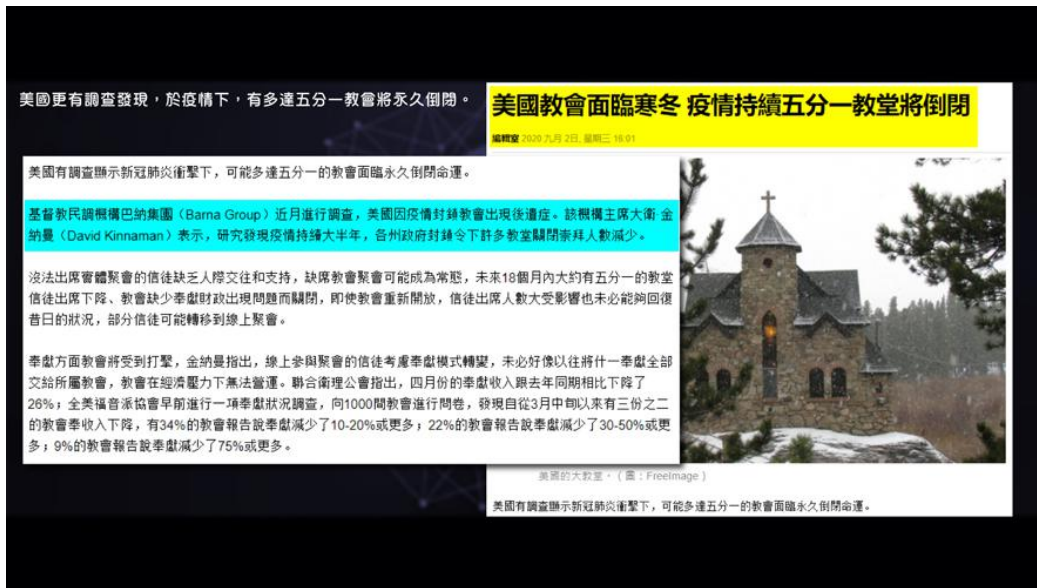 美國更有調查發現，於疫情下，有多達五分一教會將永久倒閉。
美國教會面臨寒冬 疫情持續五分一教堂將倒閉
編輯室 2020 九月 2日, 星期三 16:01
美國有調查顯示新冠肺炎衝擊下，可能多達五分一的教會面臨永久倒閉命運。
基督教民調機構巴納集團（Barna Group）近月進行調查，美國因疫情封鎖教會出現後遺症。該機構主席大衛·金
納曼（David Kinnaman）表示，研究發現疫情持續大半年，各州政府封鎖令下許多教堂關閉崇拜人數減少。
沒法出席實體聚會的信徒缺乏人際交往和支持，缺席教會聚會可能成為常態，未來18個月內大約有五分一的教堂
信徒出席下降、教會缺少奉獻財政出現問題而關閉，即使教會重新開放，信徒出席人數大受影響也未必能夠回復
昔日的狀況，部分信徒可能轉移到線上聚會。
奉獻方面教會將受到打擊，金納曼指出，線上參與聚會的信徒考慮奉獻模式轉變，未必好像以往將什一奉獻全部
交給所屬教會，教會在經濟壓力下無法營運。聯合衛理公會指出，四月份的奉獻收入跟去年同期相比下降了
26%；全美福音派協會早前進行一項奉獻狀況調查，向1000間教會進行問卷，發現自從3月中旬以來有三份之二
的教會奉收入下降，有34%的教會報告說奉獻減少了10-20%或更多；22%的教會報告說奉獻減少了30-50%或更
多；9%的教會報告說奉獻減少了75%或更多。
美國的大教堂。（圖：FreeImage）
美國有調查顯示新冠肺炎衝擊下，可能多達五分一的教會面臨永久倒閉命運。